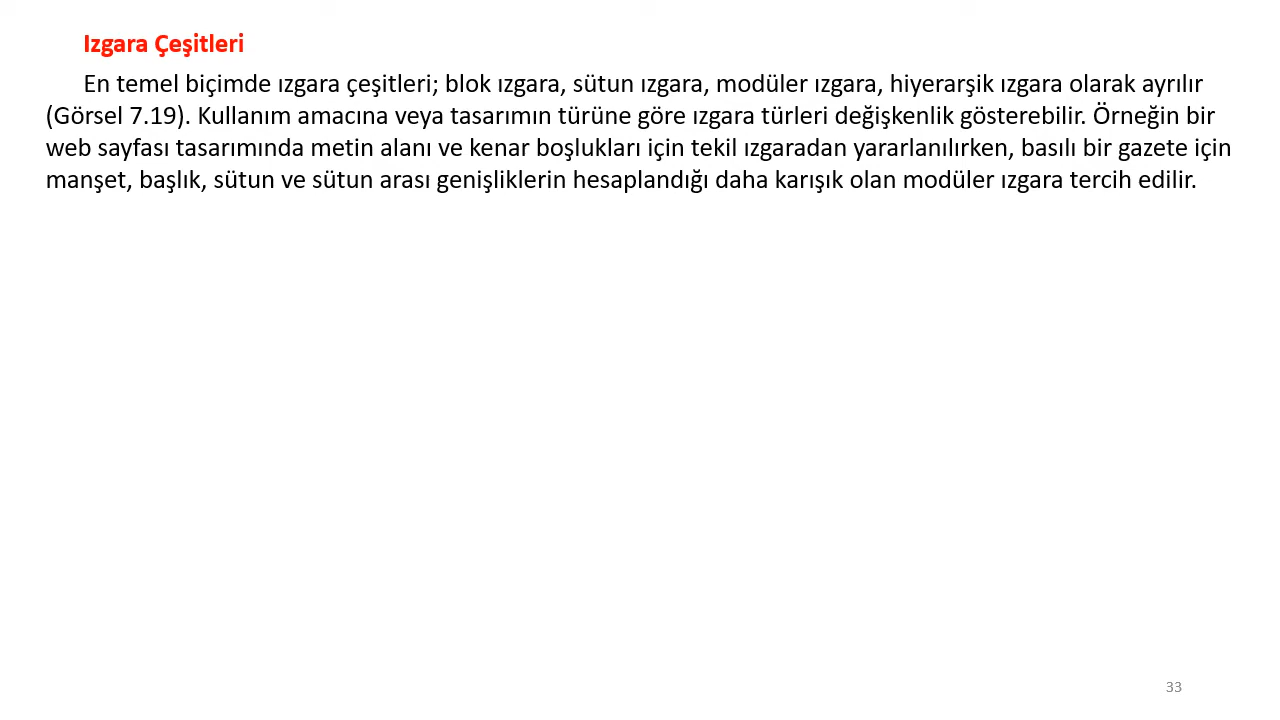 Izgara Çeşitleri
En temel biçimde ızgara çeşitleri; blok ızgara, sütun ızgara, modüler ızgara, hiyerarşik ızgara olarak ayrılır
(Görsel 7.19). Kullanım amacına veya tasarımın türüne göre ızgara türleri değişkenlik gösterebilir. Örneğin bir
web sayfası tasarımında metin alanı ve kenar boşlukları için tekil ızgaradan yararlanılırken, basılı bir gazete için
manşet, başlık, sütun ve sütun arası genişliklerin hesaplandığı daha karışık olan modüler ızgara tercih edilir.
33